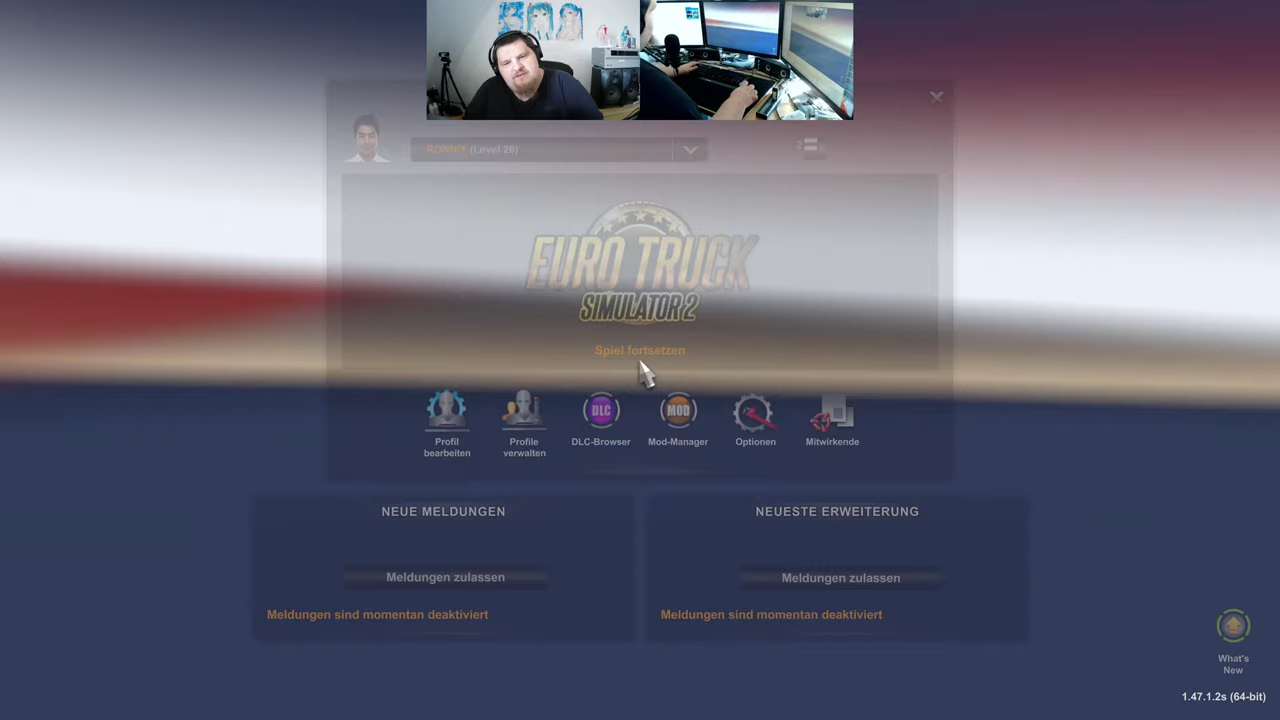 RONNY (Level 26)
EURO TRUCK
SIMULATOR 2
Spiel fortsetzen
DLC
MOD
Profil
bearbeiten
Profile
verwalten
DLC-Browser
Mod-Manager
Optionen
Mitwirkende
NEUE MELDUNGEN
Meldungen zulassen
Meldungen sind momentan deaktiviert
NEUESTE ERWEITERUNG
Meldungen zulassen
Meldungen sind momentan deaktiviert
What's
New
1.47.1.2s (64-bit)